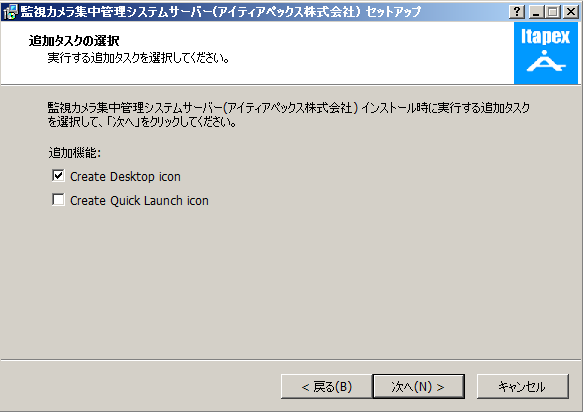 監視カメラ集中管理システムサーバー(アイティアペックス株式会社) セットアップ
追加タスクの選択
実行する追加タスクを選択してください。
Itapex
監視カメラ集中管理システムサーバー(アイティアペックス株式会社) インストール時に実行する追加タスク
を選択して、「次へ」をクリックしてください。
追加機能:
Create Desktop icon
Create Quick Launch icon
< 戻る(B)
次へ(N) >
キャンセル